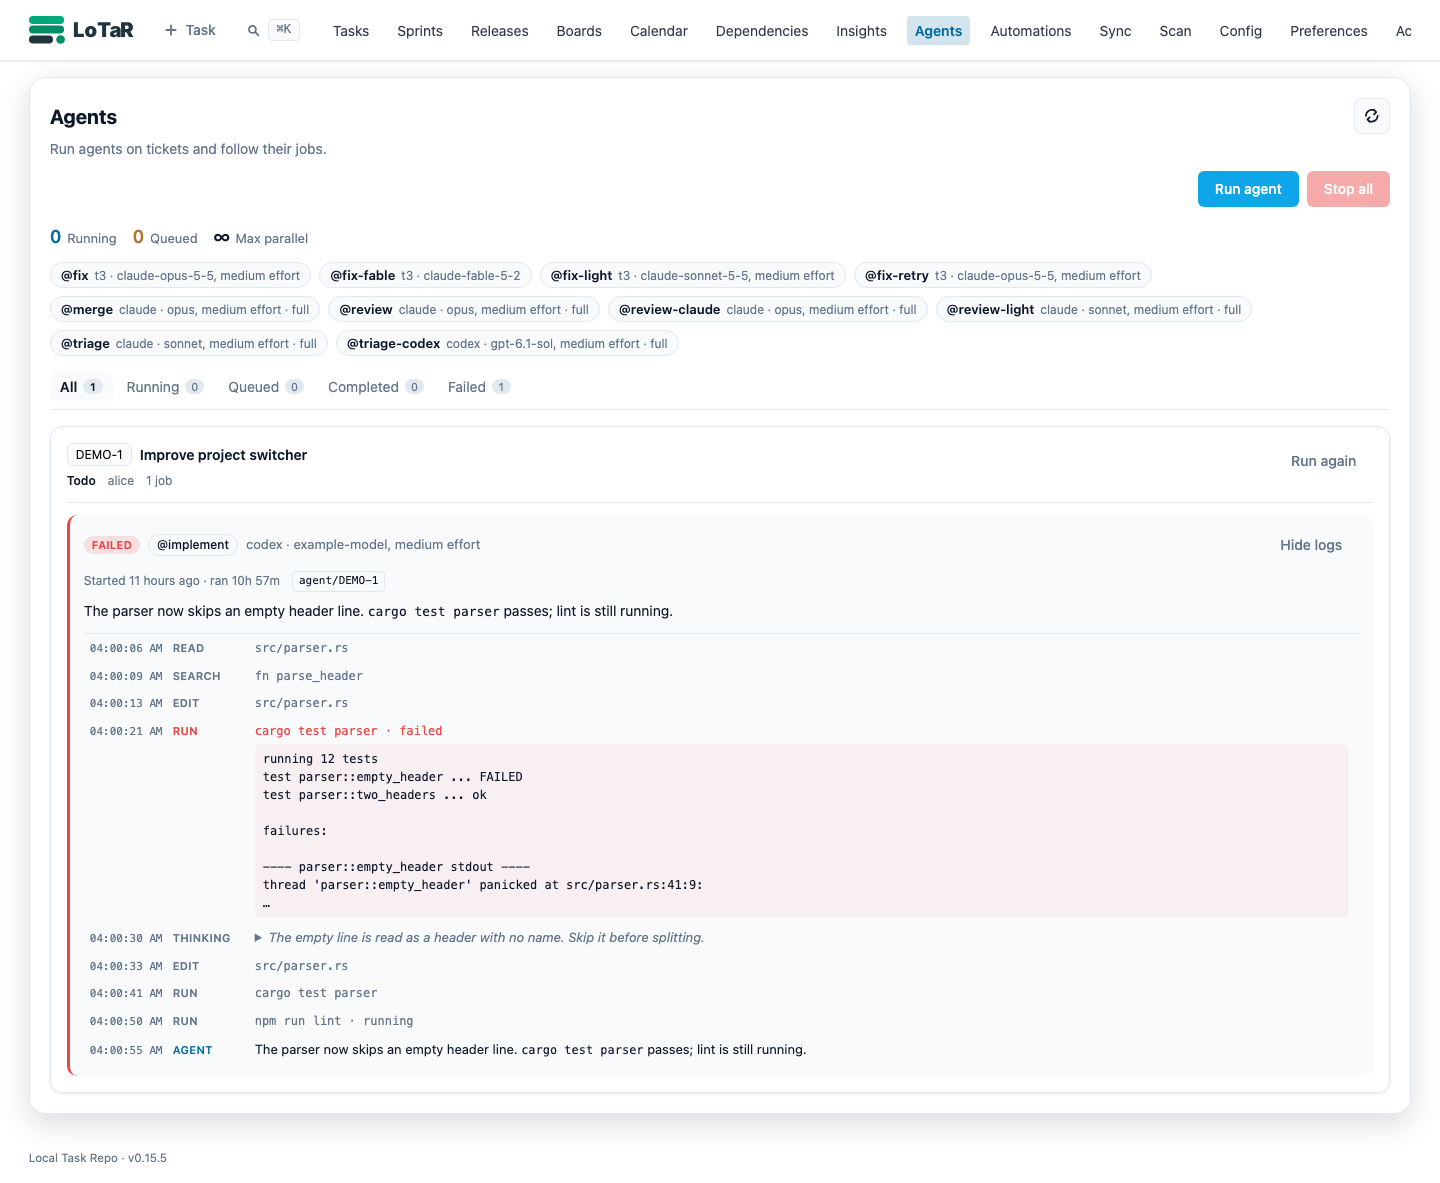 LoTaR
+ Task
⌘K
Tasks
Sprints
Releases
Boards
Calendar
Dependencies
Insights
Agents
Automations
Sync
Scan
Config
Preferences
Ac
Agents
Run agents on tickets and follow their jobs.
Run agent
Stop all
0 Running 0 Queued ∞ Max parallel
@fix t3 · claude-opus-5-5, medium effort
@fix-fable t3 · claude-fable-5-2
@fix-light t3 · claude-sonnet-5-5, medium effort
@fix-retry t3 · claude-opus-5-5, medium effort
@merge claude · opus, medium effort · full
@review claude · opus, medium effort · full
@review-claude claude · opus, medium effort · full
@review-light claude · sonnet, medium effort · full
@triage claude · sonnet, medium effort · full
@triage-codex codex · gpt-6.1-sol, medium effort · full
All 1
Running 0
Queued 0
Completed 0
Failed 1
DEMO-1 Improve project switcher
Run again
Todo alice 1 job
FAILED @implement codex · example-model, medium effort
Hide logs
Started 11 hours ago · ran 10h 57m agent/DEMO-1
The parser now skips an empty header line. cargo test parser passes; lint is still running.
04:00:06 AM READ src/parser.rs
04:00:09 AM SEARCH fn parse_header
04:00:13 AM EDIT src/parser.rs
04:00:21 AM RUN cargo test parser · failed
running 12 tests
test parser::empty_header ... FAILED
test parser::two_headers ... ok
failures:
---- parser::empty_header stdout ----
thread 'parser::empty_header' panicked at src/parser.rs:41:9:
…
04:00:30 AM THINKING ▶ The empty line is read as a header with no name. Skip it before splitting.
04:00:33 AM EDIT src/parser.rs
04:00:41 AM RUN cargo test parser
04:00:50 AM RUN npm run lint · running
04:00:55 AM AGENT The parser now skips an empty header line. cargo test parser passes; lint is still running.
Local Task Repo · v0.15.5